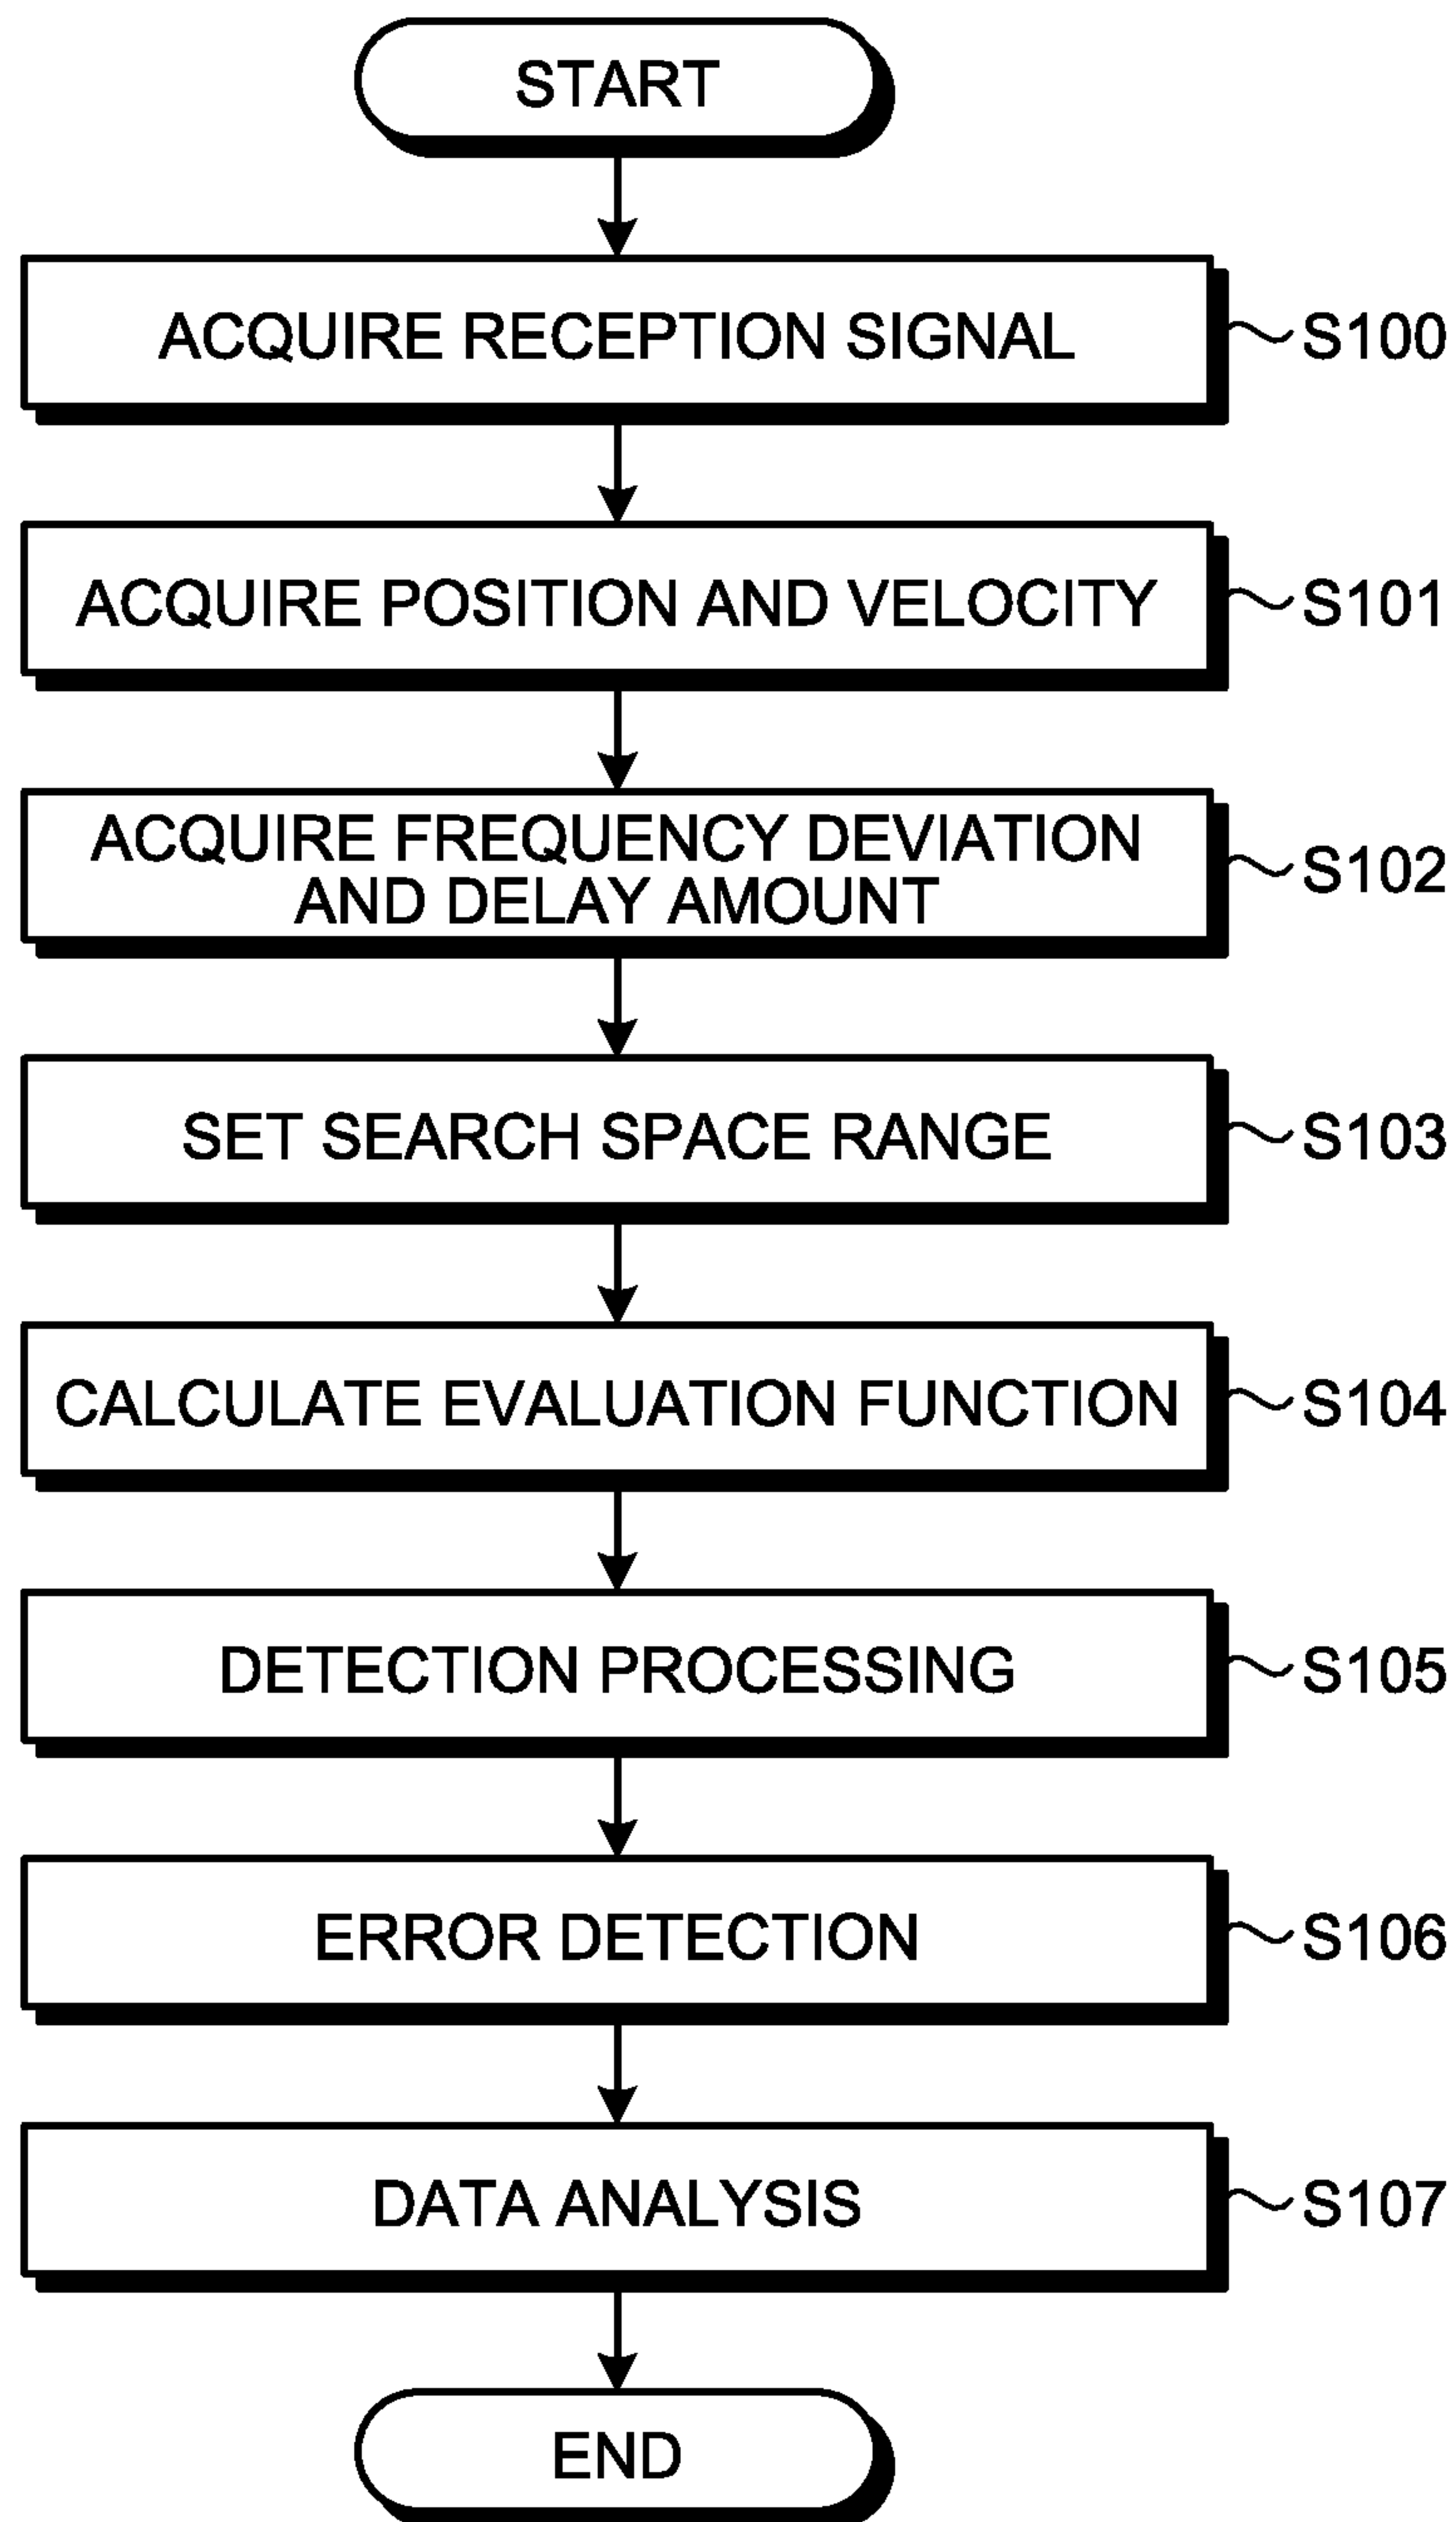 START
ACQUIRE RECEPTION SIGNAL
S100
ACQUIRE POSITION AND VELOCITY
S101
ACQUIRE FREQUENCY DEVIATION
AND DELAY AMOUNT
S102
SET SEARCH SPACE RANGE
S103
CALCULATE EVALUATION FUNCTION
S104
DETECTION PROCESSING
S105
ERROR DETECTION
S106
DATA ANALYSIS
S107
END